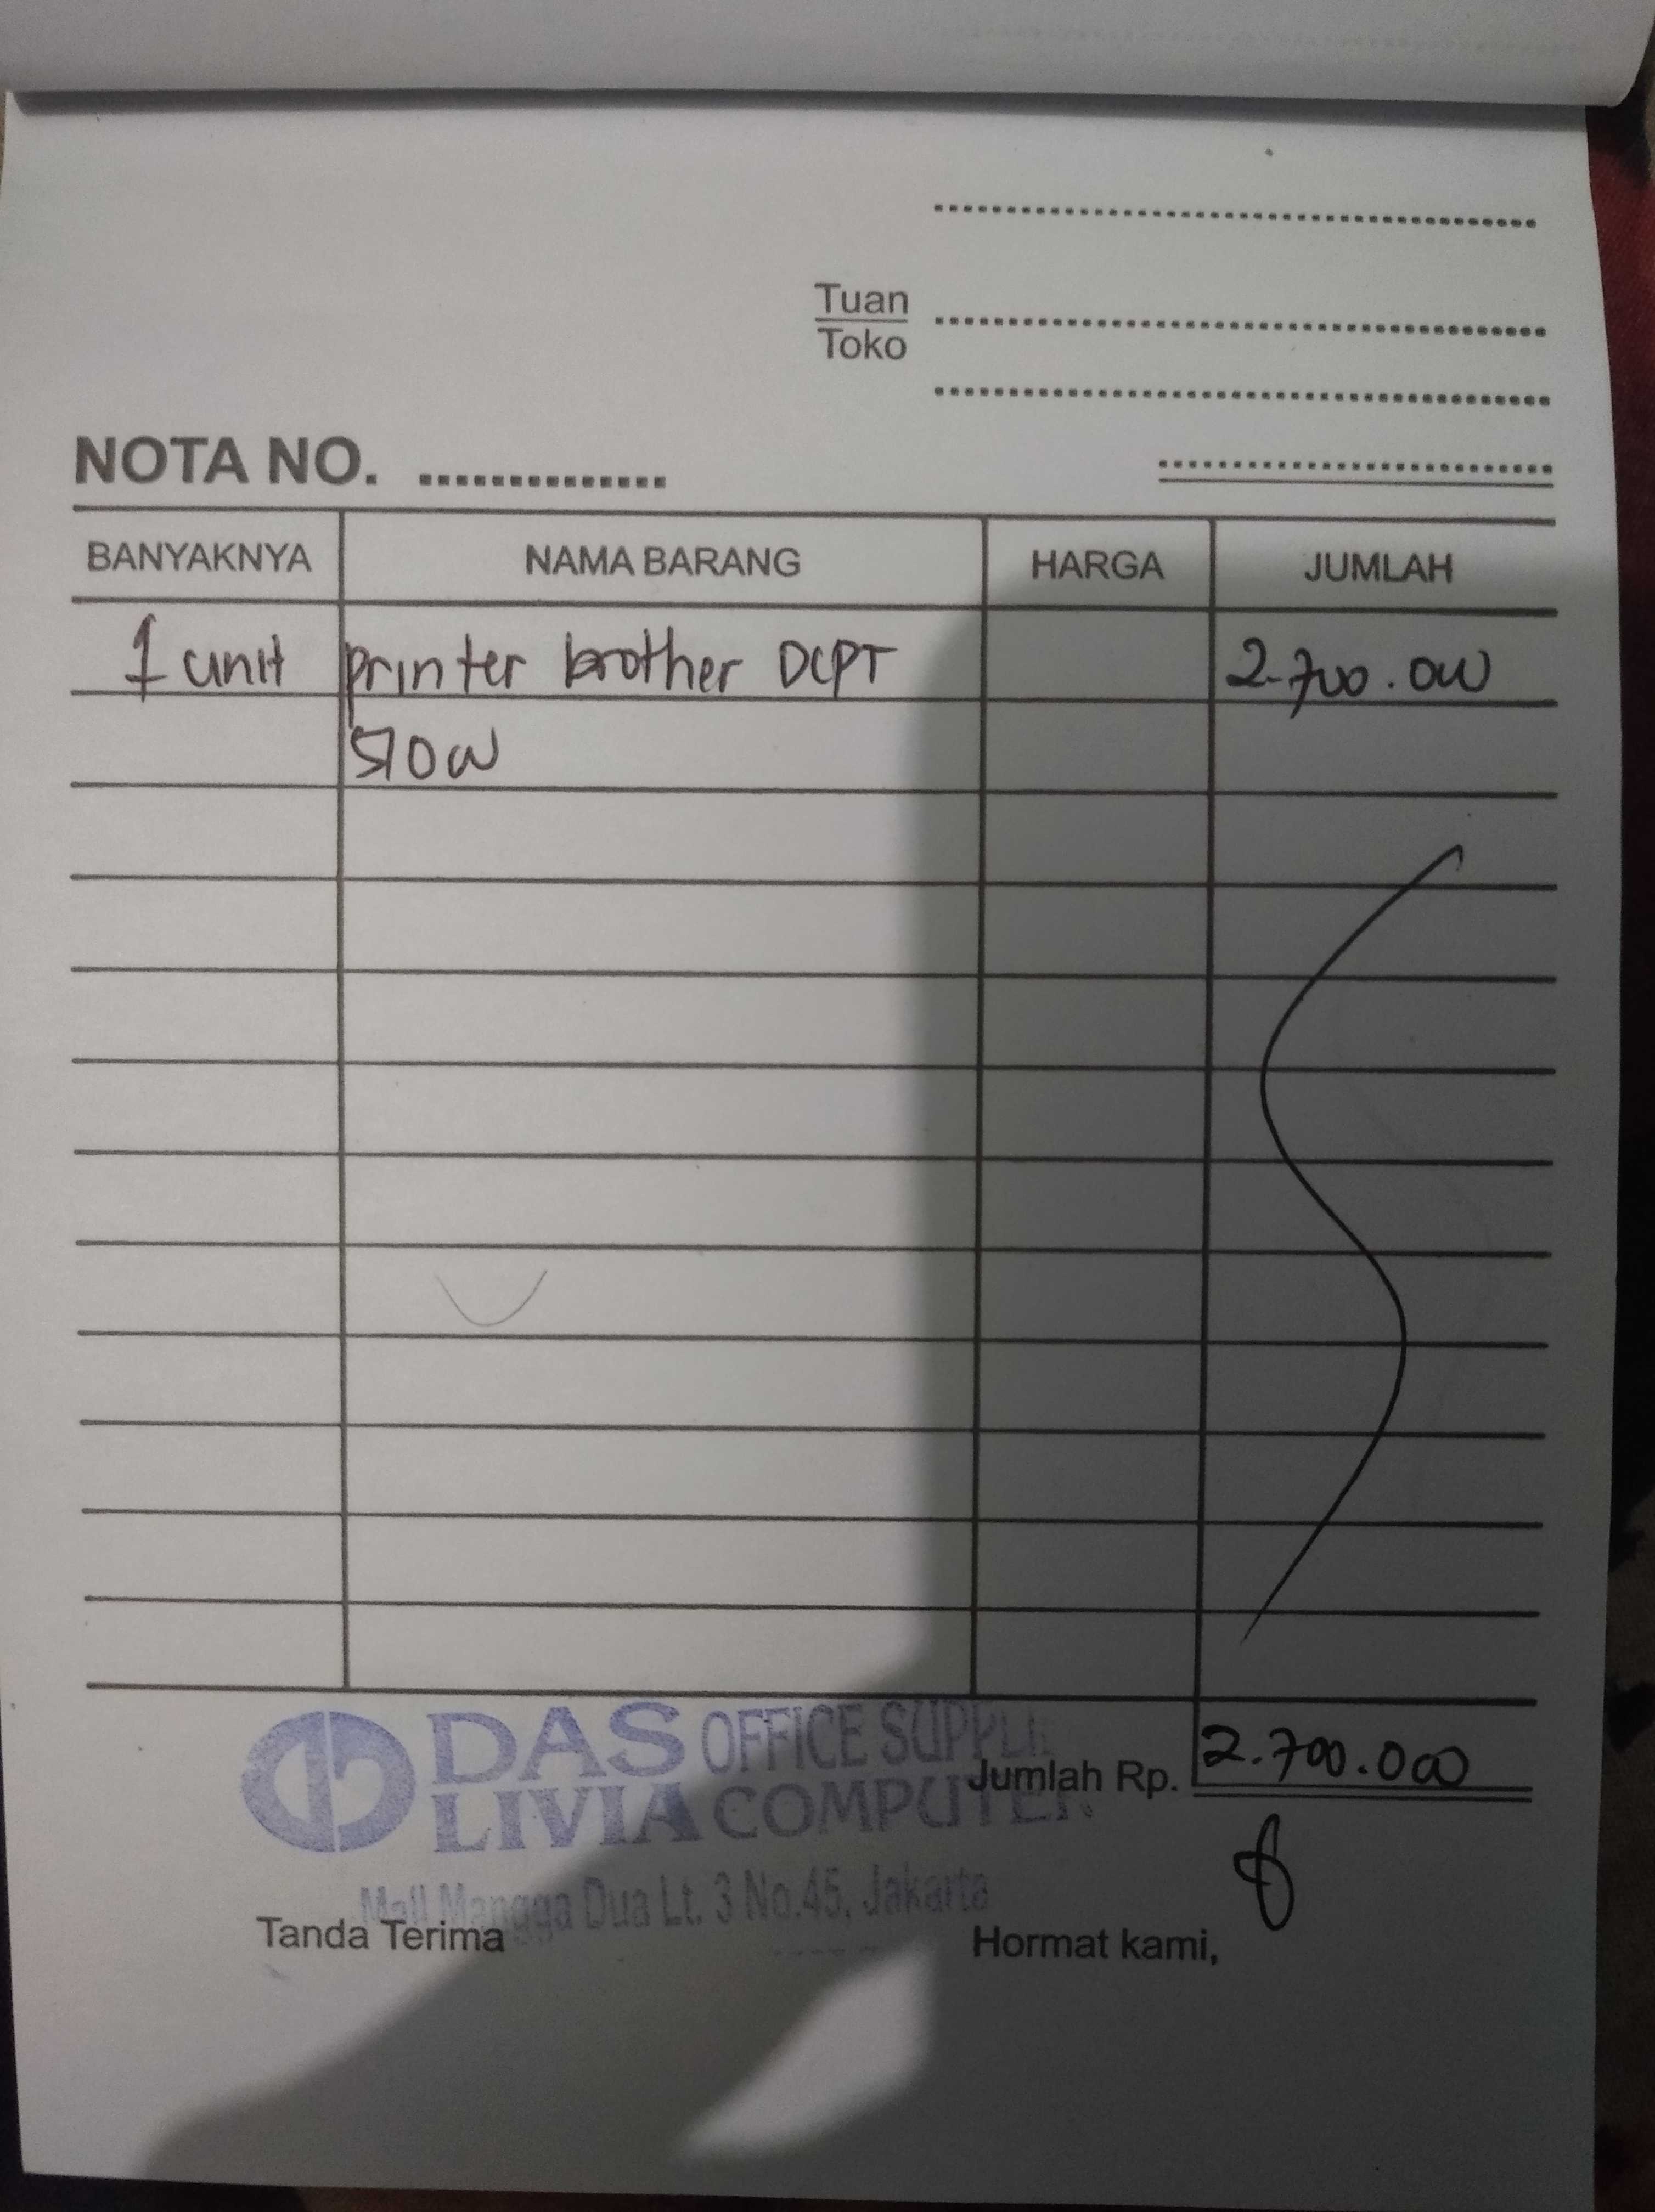 Tuan
Toko
NOTA NO. ..............
BANYAKNYA NAMA BARANG HARGA JUMLAH
1 unit printer brother DCPT 2.700.000
510W
DAS OFFICE SUPPLI
LIVIA COMPUTER
Jumlah Rp. 2.700.000
Mall Mangga Dua Lt. 3 No.45, Jakarta
Tanda Terima Hormat kami,